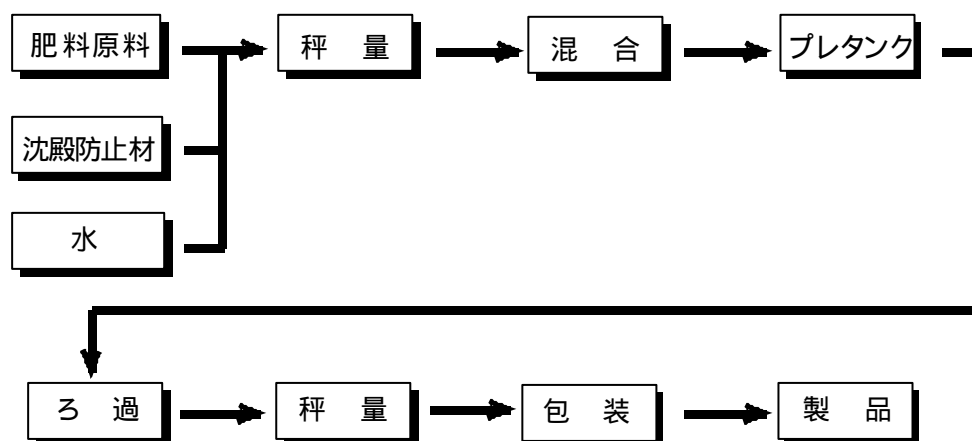 肥料原料
秤　量
混　合
プレタンク
沈殿防止材
水
ろ　過
秤　量
包　装
製　品